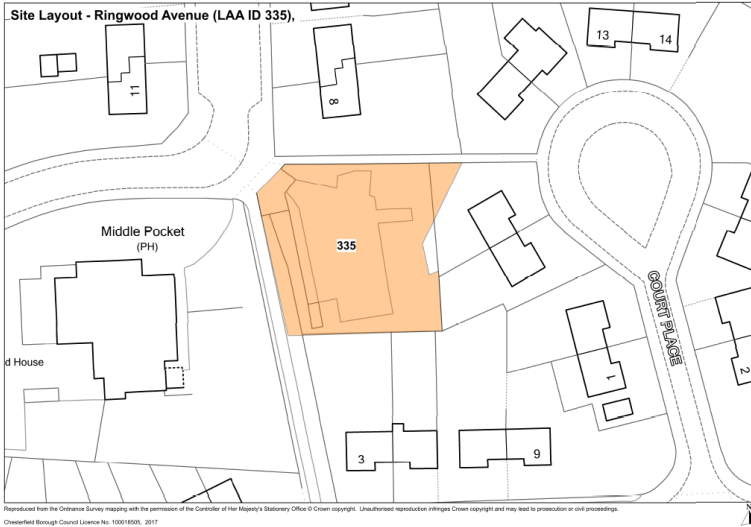 Site Layout - Ringwood Avenue (LAA ID 335),
13
14
11
8
Middle Pocket
(PH)
335
COURT PLACE
d House
1
2
3
9
Reproduced from the Ordnance Survey mapping with the permission of the Controller of Her Majesty's Stationery Office © Crown copyright. Unauthorised reproduction infringes Crown copyright and may lead to prosecution or civil proceedings.
Chesterfield Borough Council Licence No. 100018505, 2017